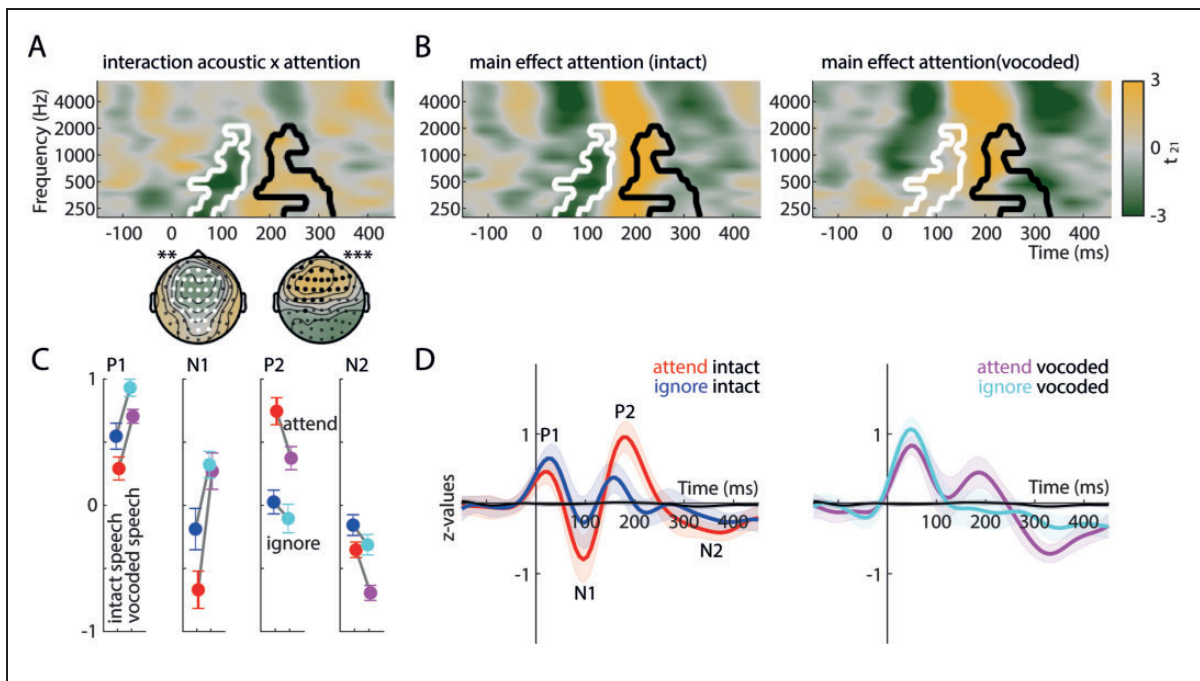 A
interaction acoustic x attention
B
main effect attention (intact)
main effect attention(vocoded)
Frequency (Hz)
4000
2000
1000
500
250
-100 0 100 200 300 400
4000
2000
1000
500
250
-100 0 100 200 300 400
4000
2000
1000
500
250
-100 0 100 200 300 400
Time (ms)
3
0
-3
t 21
**
***
C
P1
N1
P2
N2
1
0
-1
intact speech
vocoded speech
attend
ignore
D
attend intact
ignore intact
P1
P2
N1
N2
1
-1
z-values
Time (ms)
100 200 300 400
attend vocoded
ignore vocoded
1
-1
Time (ms)
100 200 300 400